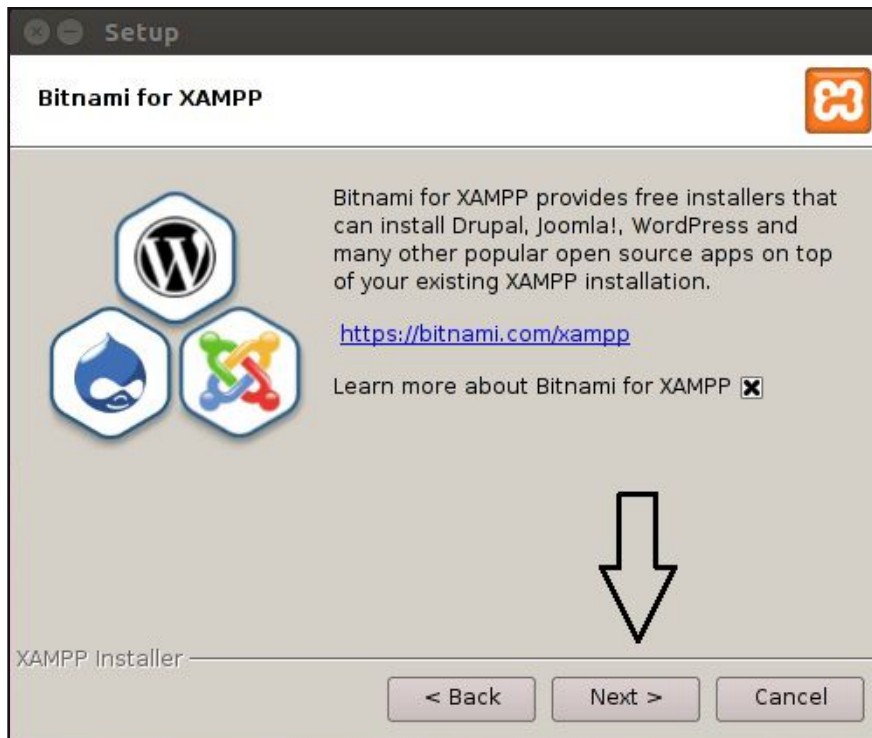 Setup
Bitnami for XAMPP
Bitnami for XAMPP provides free installers that
can install Drupal, Joomla!, WordPress and
many other popular open source apps on top
of your existing XAMPP installation.
https://bitnami.com/xampp
Learn more about Bitnami for XAMPP
XAMPP Installer
< Back
Next >
Cancel